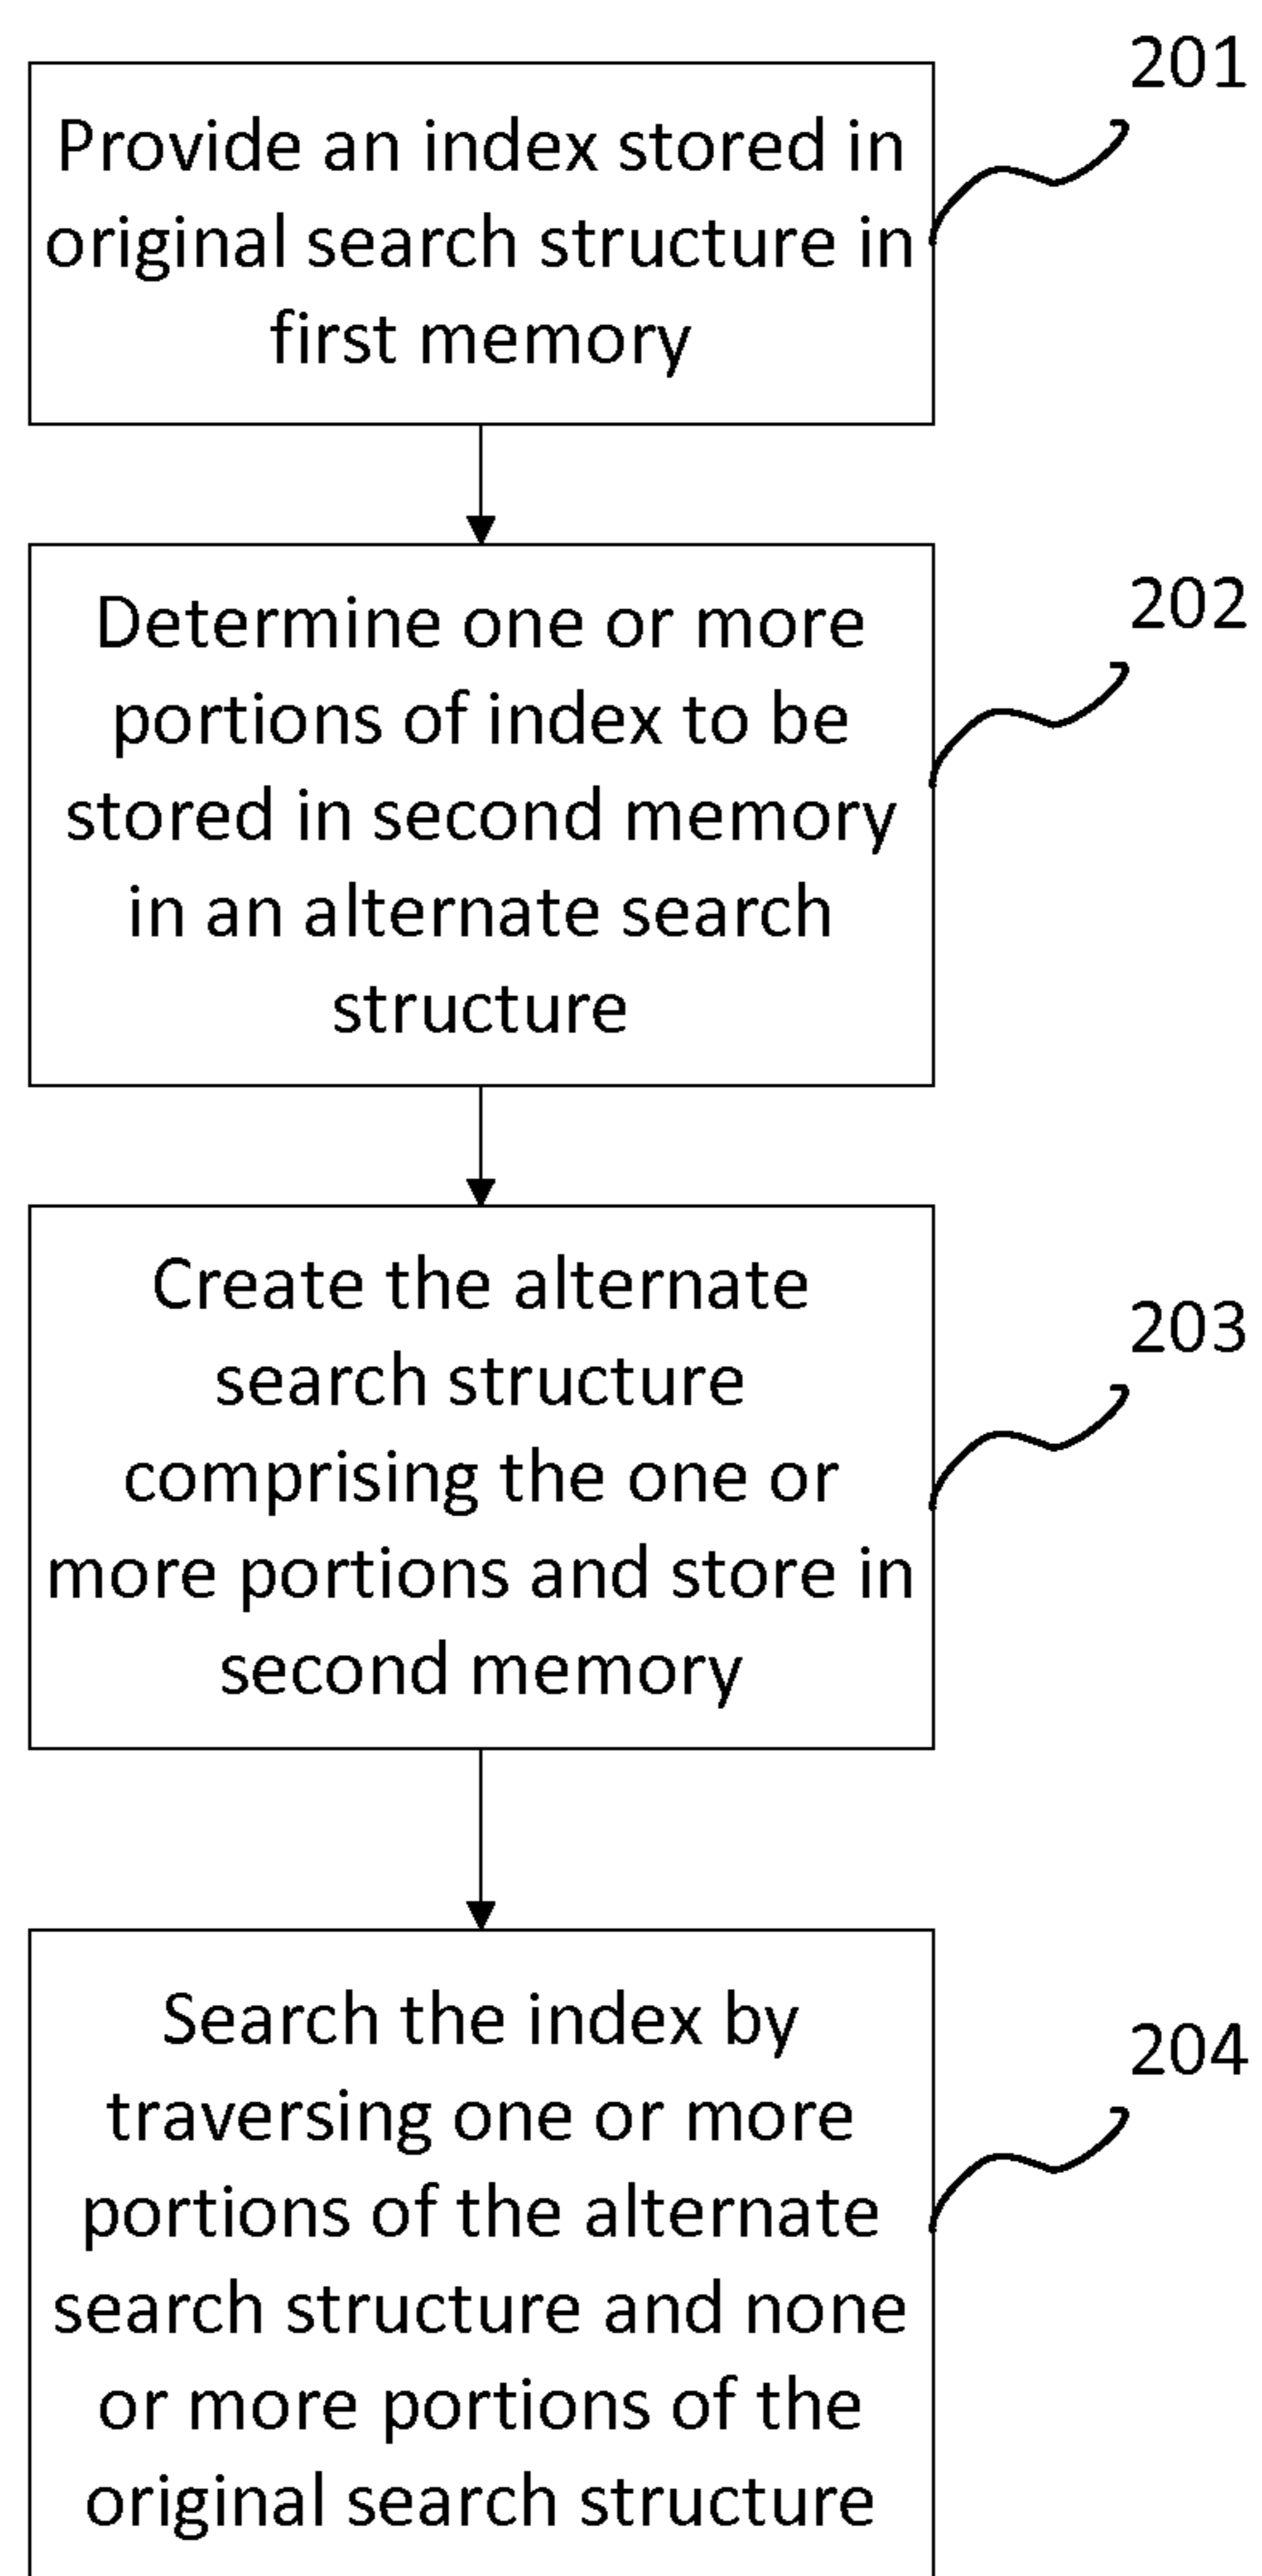 201
Provide an index stored in
original search structure in
first memory
202
Determine one or more
portions of index to be
stored in second memory
in an alternate search
structure
203
Create the alternate
search structure
comprising the one or
more portions and store in
second memory
204
Search the index by
traversing one or more
portions of the alternate
search structure and none
or more portions of the
original search structure